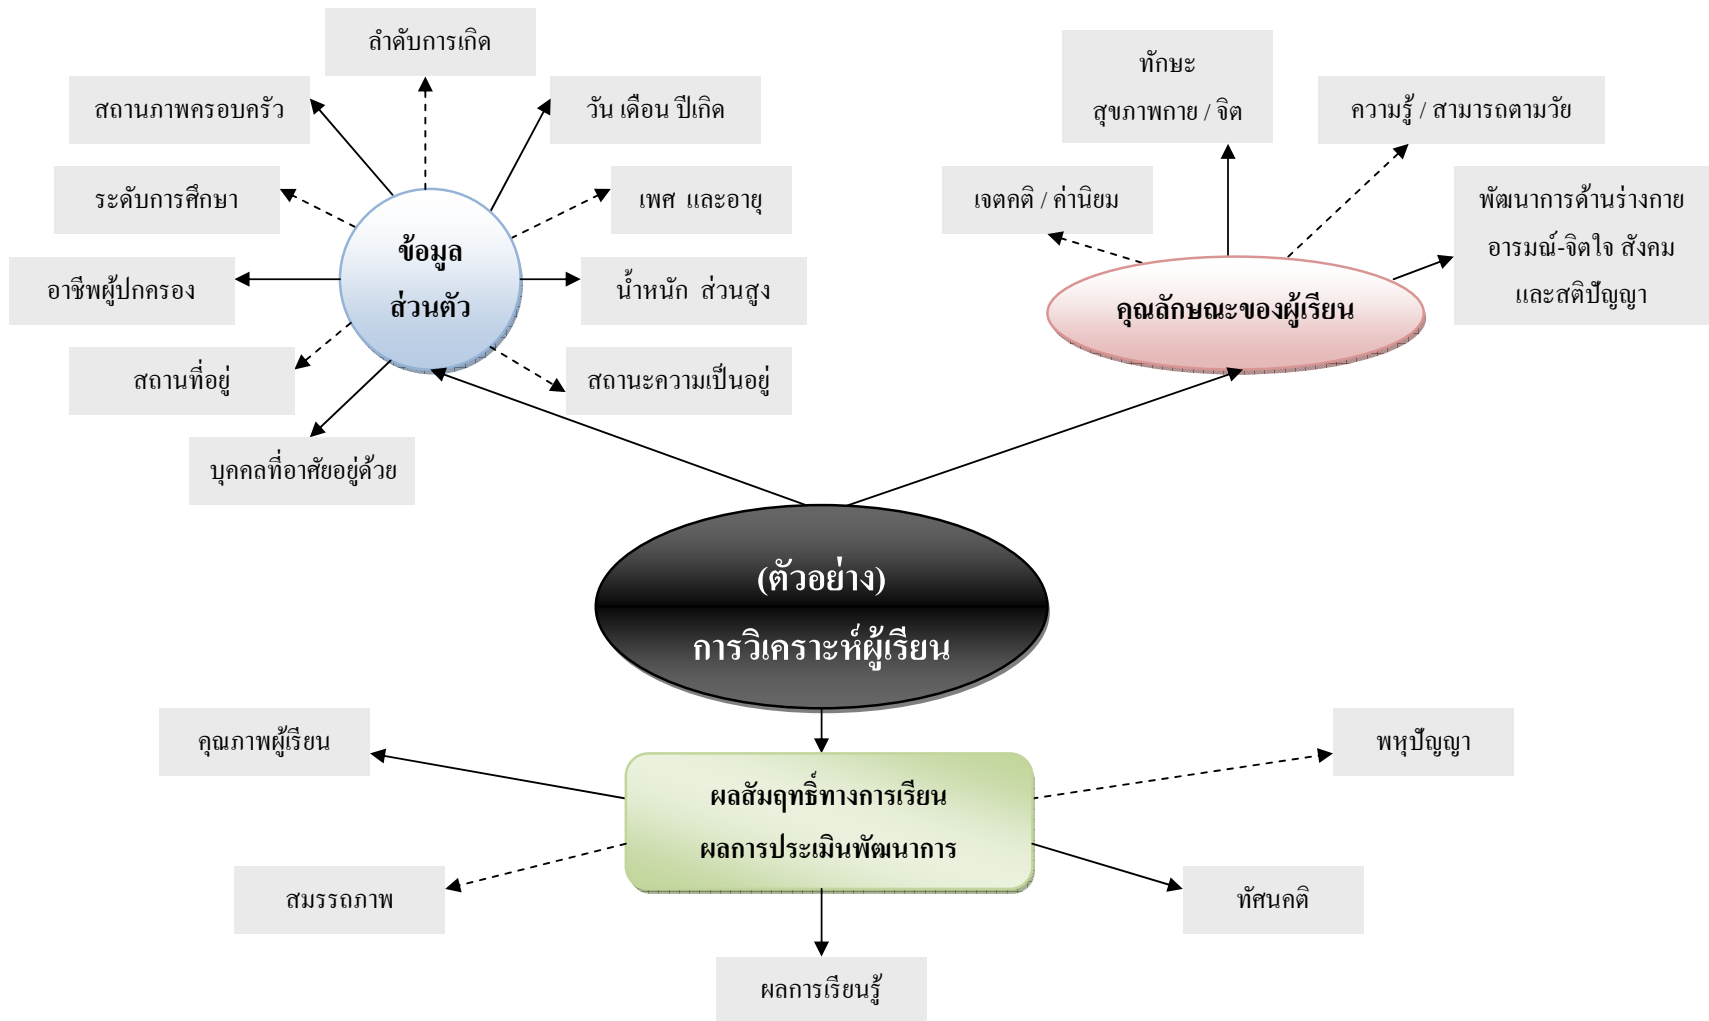 ลำดับการเกิด
สถานภาพครอบครัว
วัน เดือน ปีเกิด
ระดับการศึกษา
เพศ และอายุ
ข้อมูล
ส่วนตัว
อาชีพผู้ปกครอง
น้ำหนัก ส่วนสูง
สถานที่อยู่
สถานะความเป็นอยู่
บุคคลที่อาศัยอยู่ด้วย
ทักษะ
สุขภาพกาย / จิต
ความรู้ / สามารถตามวัย
เจตคติ / ค่านิยม
พัฒนาการด้านร่างกาย
อารมณ์-จิตใจ สังคม
และสติปัญญา
คุณลักษณะของผู้เรียน
(ตัวอย่าง)
การวิเคราะห์ผู้เรียน
คุณภาพผู้เรียน
พหุปัญญา
ผลสัมฤทธิ์ทางการเรียน
ผลการประเมินพัฒนาการ
สมรรถภาพ
ทัศนคติ
ผลการเรียนรู้